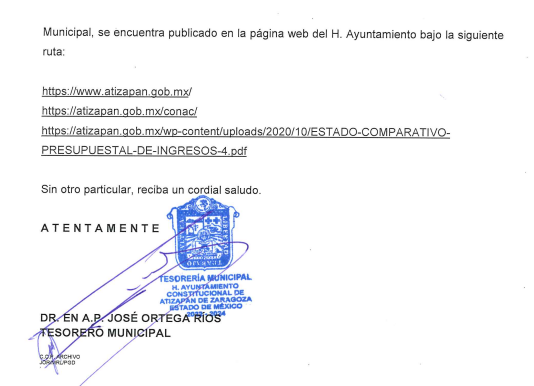 Municipal, se encuentra publicado en la página web del H. Ayuntamiento bajo la siguiente
ruta:
https://www.atizapan.gob.mx/
https://atizapan.gob.mx/conac/
https://atizapan.gob.mx/wp-content/uploads/2020/10/ESTADO-COMPARATIVO-
PRESUPUESTAL-DE-INGRESOS-4.pdf
Sin otro particular, reciba un cordial saludo.
ATENTAMENTE
TESORERÍA MUNICIPAL
H. AYUNTAMIENTO
CONSTITUCIONAL DE
ATIZAPÁN DE ZARAGOZA
ESTADO DE MÉXICO
2022 - 2024
DR. EN A.P. JOSÉ ORTEGA RÍOS
TESORERO MUNICIPAL
C.C.P. ARCHIVO